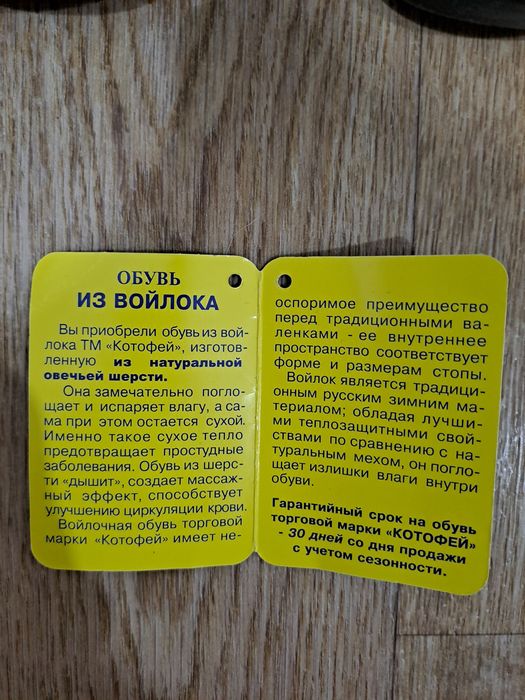 ОБУВЬ
ИЗ ВОЙЛОКА
Вы приобрели обувь из вой-
лока ТМ «Котофей», изготов-
ленную из натуральной
овечьей шерсти.
Она замечательно погло-
щает и испаряет влагу, а са-
ма при этом остается сухой.
Именно такое сухое тепло
предотвращает простудные
заболевания. Обувь из шерс-
ти «дышит", создает массаж-
ный эффект, способствует
улучшению циркуляции крови.
Войлочная обувь торговой
марки «Котофей» имеет не-
оспоримое преимущество
перед традиционными ва-
ленками - ее внутреннее
пространство соответствует
форме и размерам стопы.
Войлок является традици-
онным русским зимним ма-
териалом; обладая лучши-
ми теплозащитными свой-
ствами по сравнению с на-
туральным мехом, он погло-
щает излишки влаги внутри
обуви.
Гарантийный срок на обувь
торговой марки «КОТОФЕЙ»
- 30 дней со дня продажи
с учетом сезонности.